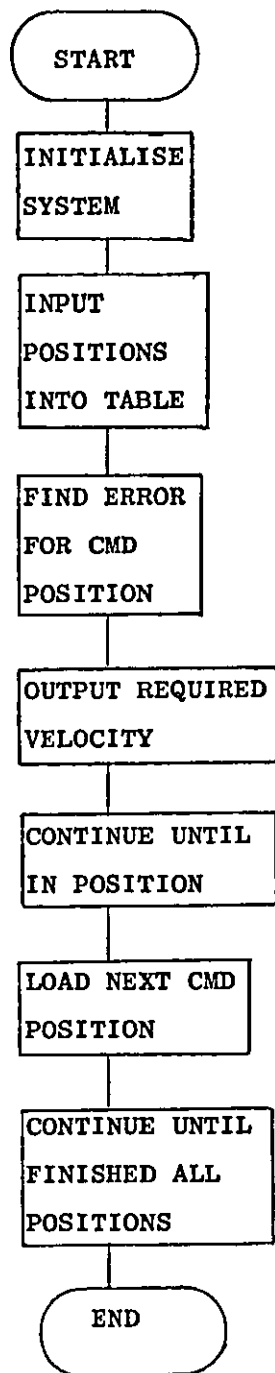 START
INITIALISE
SYSTEM
INPUT
POSITIONS
INTO TABLE
FIND ERROR
FOR CMD
POSITION
OUTPUT REQUIRED
VELOCITY
CONTINUE UNTIL
IN POSITION
LOAD NEXT CMD
POSITION
CONTINUE UNTIL
FINISHED ALL
POSITIONS
END